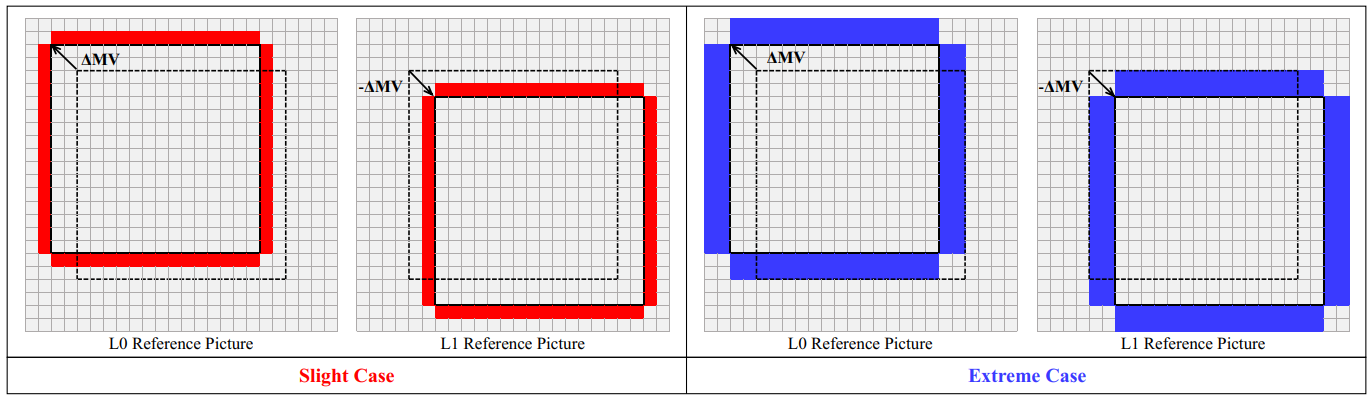 ΔMV
-ΔMV
ΔMV
-ΔMV
L0 Reference Picture
L1 Reference Picture
L0 Reference Picture
L1 Reference Picture
Slight Case
Extreme Case